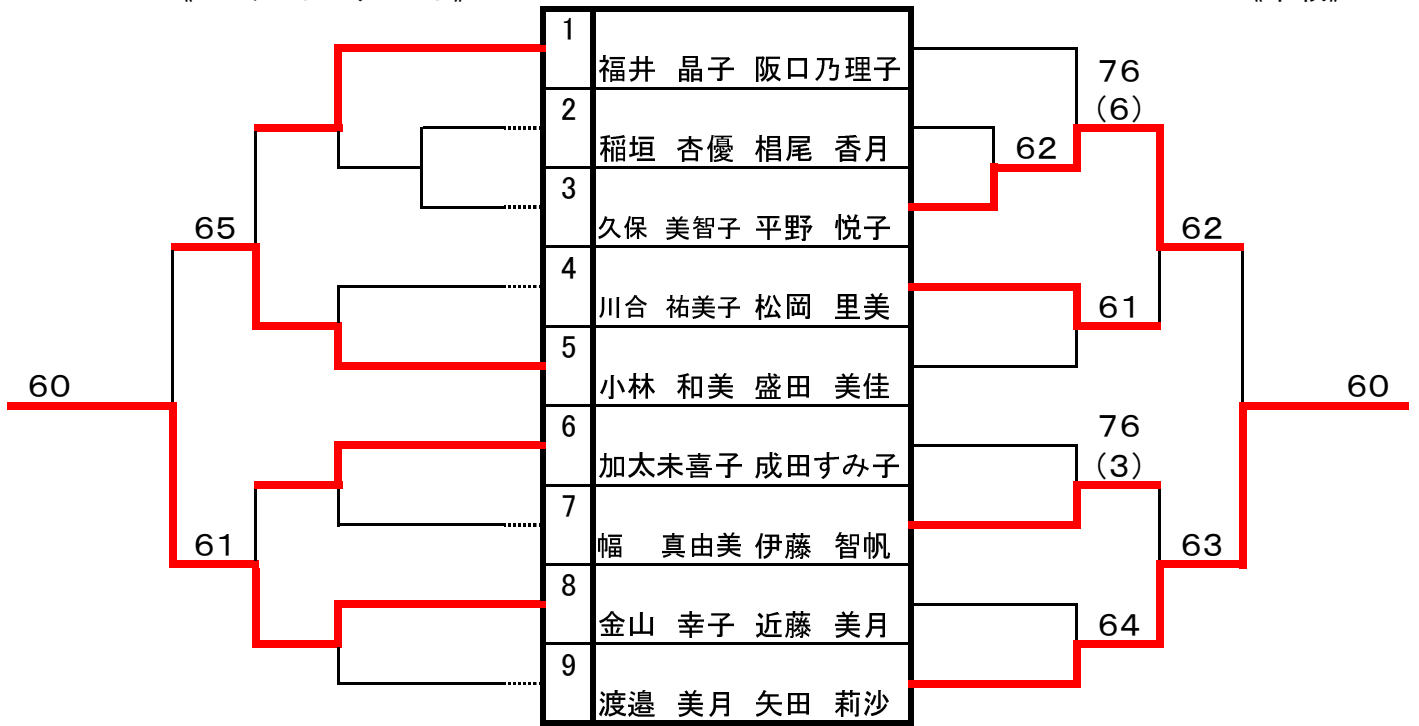 1
福井 晶子 阪口乃理子
76
(6)
2
稲垣 杏優 椙尾 香月
62
3
久保 美智子 平野 悦子
65
62
4
川合 祐美子 松岡 里美
61
5
小林 和美 盛田 美佳
60
60
6
加太未喜子 成田すみ子
76
(3)
7
幅 真由美 伊藤 智帆
61
63
8
金山 幸子 近藤 美月
64
9
渡邉 美月 矢田 莉沙